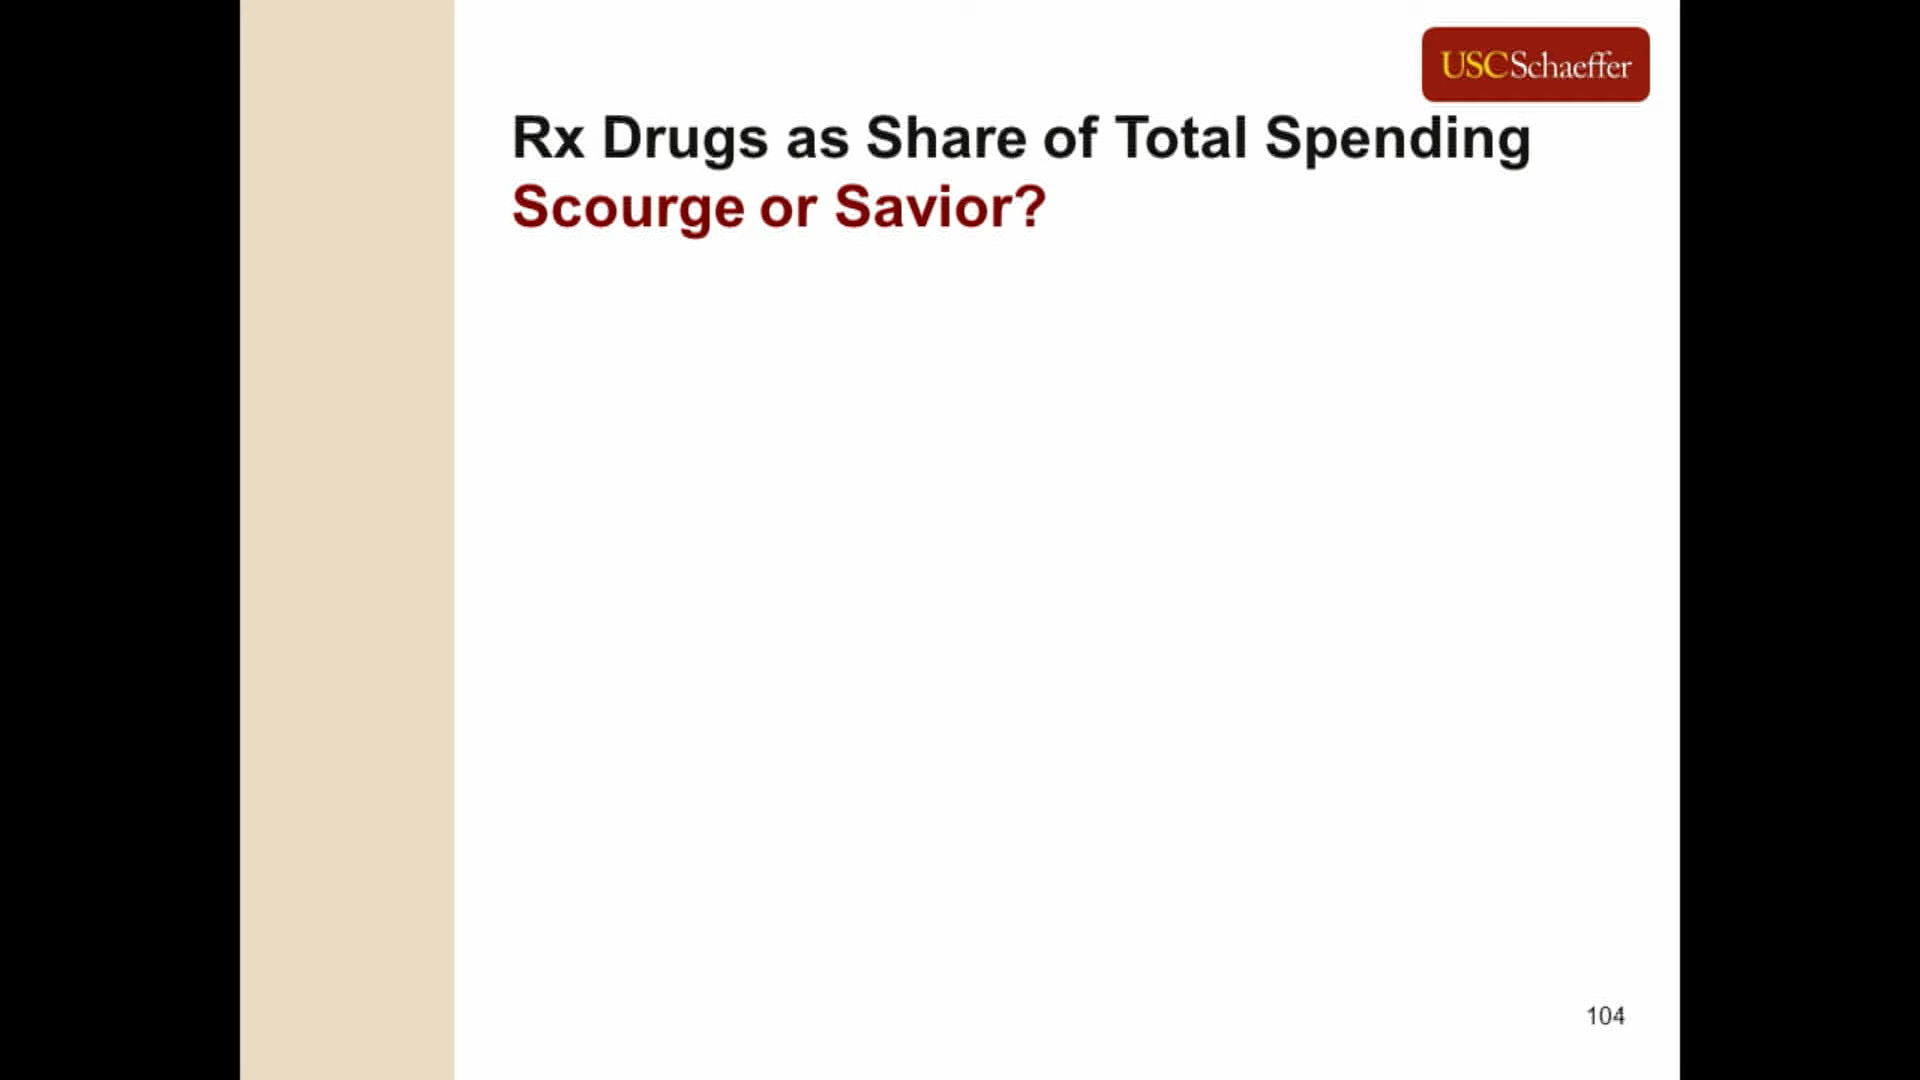 USCSchaeffer
Rx Drugs as Share of Total Spending
Scourge or Savior?
104